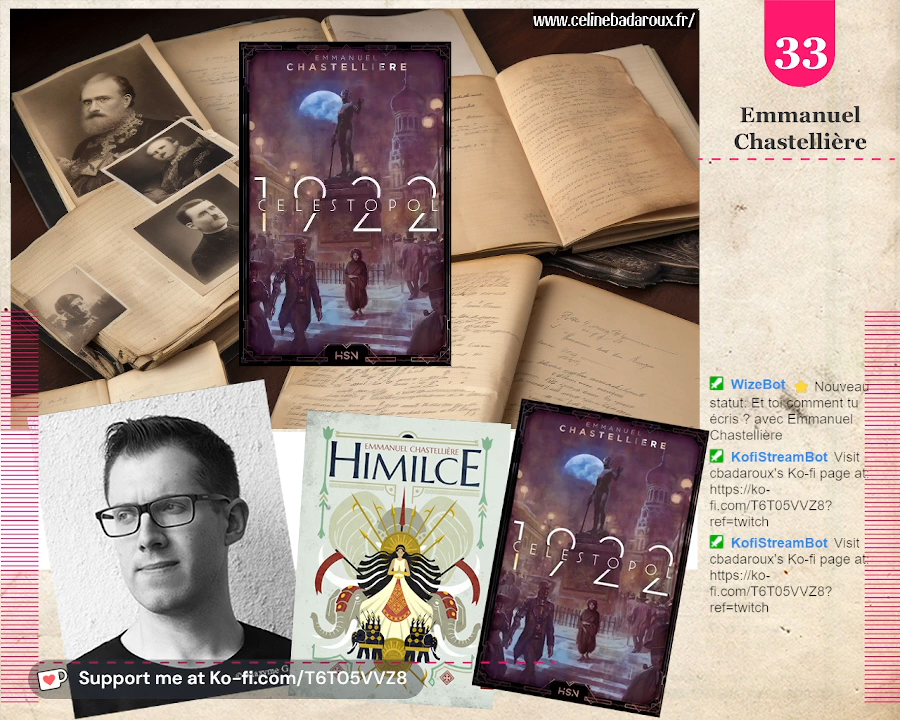 www.celinebadaroux.fr/
33
Emmanuel
Chastellière
EMMANUEL
CHASTELLIERE
1922
CELESTOPOL
HSN
WizeBot Nouveau
statut. Et toi comment tu
écris ? avec Emmanuel
Chastellière
KofiStreamBot Visit
cbadaroux's Ko-fi page at
https://ko-
fi.com/T6T05VVZ8?
ref=twitch
KofiStreamBot Visit
cbadaroux's Ko-fi page at
https://ko-
fi.com/T6T05VVZ8?
ref=twitch
EMMANUEL CHASTELLIÈRE
HIMILCE
EMMANUEL
CHASTELLIERE
1922
CELESTOPOL
HSN
Support me at Ko-fi.com/T6T05VVZ8